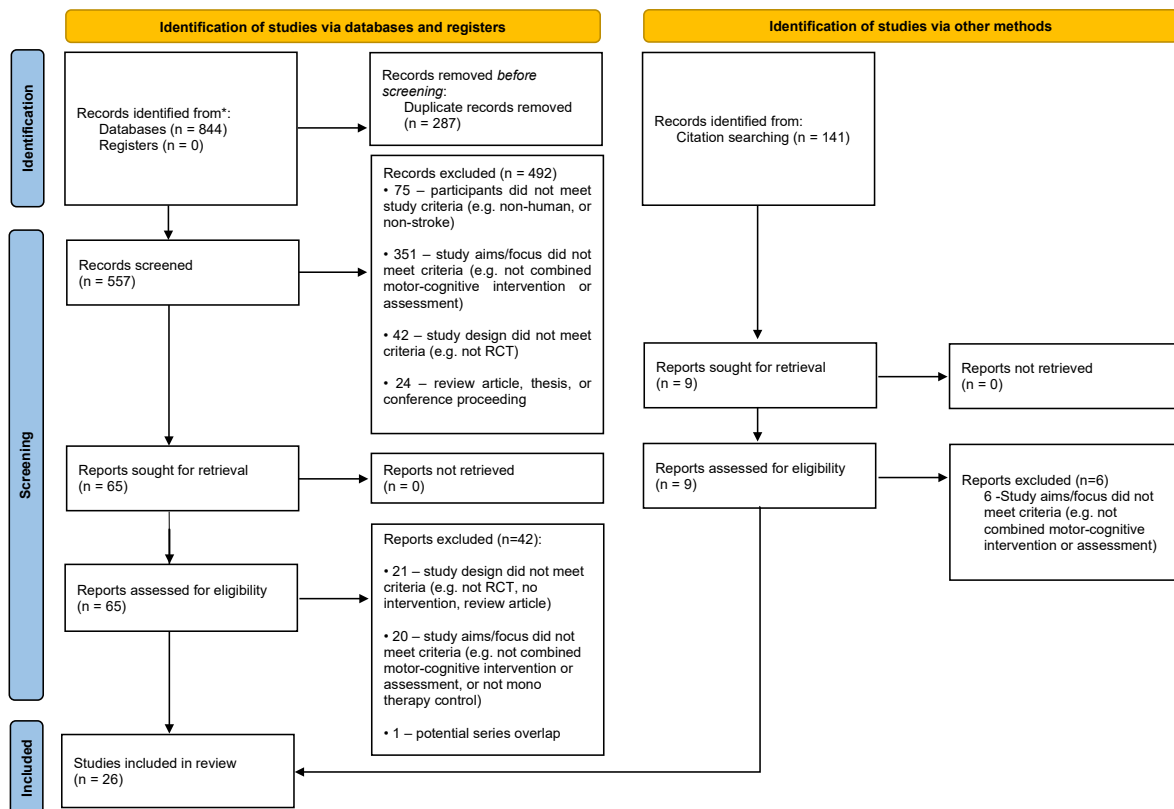 Identification of studies via databases and registers
Identification of studies via other methods
Identification
Records identified from*:
Databases (n = 844)
Registers (n = 0)
Records removed before
screening:
Duplicate records removed
(n = 287)
Records identified from:
Citation searching (n = 141)
Screening
Records screened
(n = 557)
Records excluded (n = 492)
• 75 – participants did not meet
study criteria (e.g. non-human, or
non-stroke)
• 351 – study aims/focus did not
meet criteria (e.g. not combined
motor-cognitive intervention or
assessment)
• 42 – study design did not meet
criteria (e.g. not RCT)
• 24 – review article, thesis, or
conference proceeding
Reports sought for retrieval
(n = 9)
Reports not retrieved
(n = 0)
Reports sought for retrieval
(n = 65)
Reports not retrieved
(n = 0)
Reports assessed for eligibility
(n = 9)
Reports excluded (n=6)
6 -Study aims/focus did not
meet criteria (e.g. not
combined motor-cognitive
intervention or assessment)
Reports assessed for eligibility
(n = 65)
Reports excluded (n=42):
• 21 – study design did not meet
criteria (e.g. not RCT, no
intervention, review article)
• 20 – study aims/focus did not
meet criteria (e.g. not combined
motor-cognitive intervention or
assessment, or not mono
therapy control)
• 1 – potential series overlap
Included
Studies included in review
(n = 26)